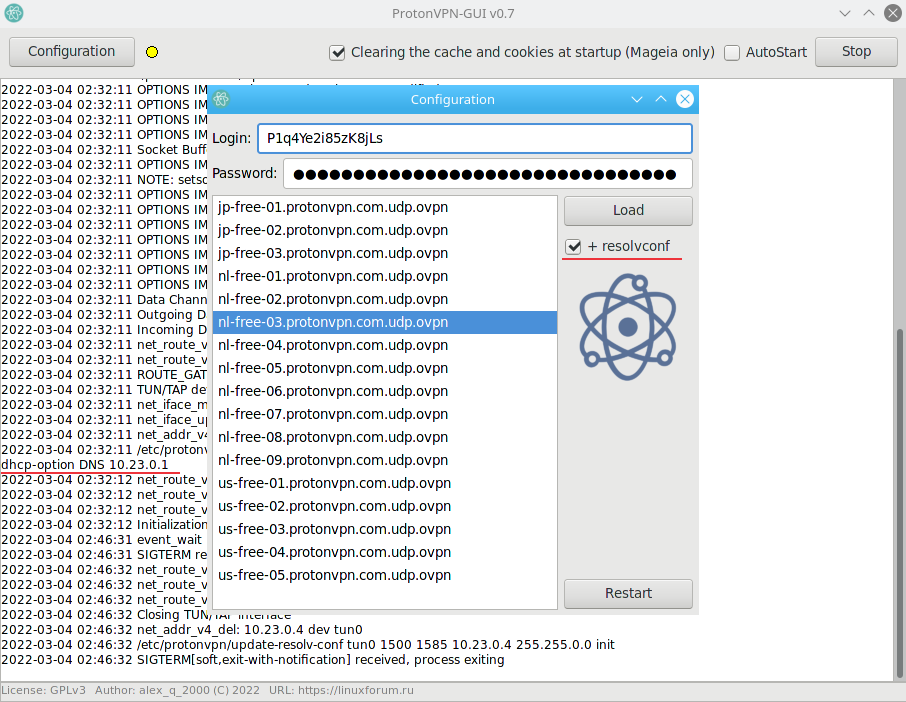 ProtonVPN-GUI v0.7
Configuration
Clearing the cache and cookies at startup (Mageia only)
AutoStart
Stop
2022-03-04 02:32:11 OPTIONS IM
2022-03-04 02:32:11 OPTIONS IM
2022-03-04 02:32:11 OPTIONS IM
2022-03-04 02:32:11 OPTIONS IM
2022-03-04 02:32:11 Socket Buff
2022-03-04 02:32:11 OPTIONS IM
2022-03-04 02:32:11 NOTE: setso
2022-03-04 02:32:11 OPTIONS IM
2022-03-04 02:32:11 OPTIONS IM
2022-03-04 02:32:11 OPTIONS IM
2022-03-04 02:32:11 OPTIONS IM
2022-03-04 02:32:11 OPTIONS IM
2022-03-04 02:32:11 OPTIONS IM
2022-03-04 02:32:11 OPTIONS IM
2022-03-04 02:32:11 Data Chann
2022-03-04 02:32:11 Outgoing D
2022-03-04 02:32:11 Incoming D
2022-03-04 02:32:11 net_route_v
2022-03-04 02:32:11 net_route_v
2022-03-04 02:32:11 ROUTE_GAT
2022-03-04 02:32:11 TUN/TAP de
2022-03-04 02:32:11 net_iface_m
2022-03-04 02:32:11 net_iface_up
2022-03-04 02:32:11 net_addr_v4
2022-03-04 02:32:11 /etc/protonv
dhcp-option DNS 10.23.0.1
2022-03-04 02:32:12 net_route_v
2022-03-04 02:32:12 net_route_v
2022-03-04 02:32:12 net_route_v
2022-03-04 02:32:12 Initialization
2022-03-04 02:46:31 event_wait
2022-03-04 02:46:31 SIGTERM re
2022-03-04 02:46:32 net_route_v
2022-03-04 02:46:32 net_route_v
2022-03-04 02:46:32 net_route_v
2022-03-04 02:46:32 Closing TUN/TAP interface
2022-03-04 02:46:32 net_addr_v4_del: 10.23.0.4 dev tun0
2022-03-04 02:46:32 /etc/protonvpn/update-resolv-conf tun0 1500 1585 10.23.0.4 255.255.0.0 init
2022-03-04 02:46:32 SIGTERM[soft,exit-with-notification] received, process exiting
Configuration
Login: P1q4Ye2i85zK8jLs
Password: ●●●●●●●●●●●●●●●●●●●●●●●●●●●●●●●●
jp-free-01.protonvpn.com.udp.ovpn
jp-free-02.protonvpn.com.udp.ovpn
jp-free-03.protonvpn.com.udp.ovpn
nl-free-01.protonvpn.com.udp.ovpn
nl-free-02.protonvpn.com.udp.ovpn
nl-free-03.protonvpn.com.udp.ovpn
nl-free-04.protonvpn.com.udp.ovpn
nl-free-05.protonvpn.com.udp.ovpn
nl-free-06.protonvpn.com.udp.ovpn
nl-free-07.protonvpn.com.udp.ovpn
nl-free-08.protonvpn.com.udp.ovpn
nl-free-09.protonvpn.com.udp.ovpn
us-free-01.protonvpn.com.udp.ovpn
us-free-02.protonvpn.com.udp.ovpn
us-free-03.protonvpn.com.udp.ovpn
us-free-04.protonvpn.com.udp.ovpn
us-free-05.protonvpn.com.udp.ovpn
Load
+ resolvconf
Restart
License: GPLv3 Author: alex_q_2000 (C) 2022 URL: https://linuxforum.ru